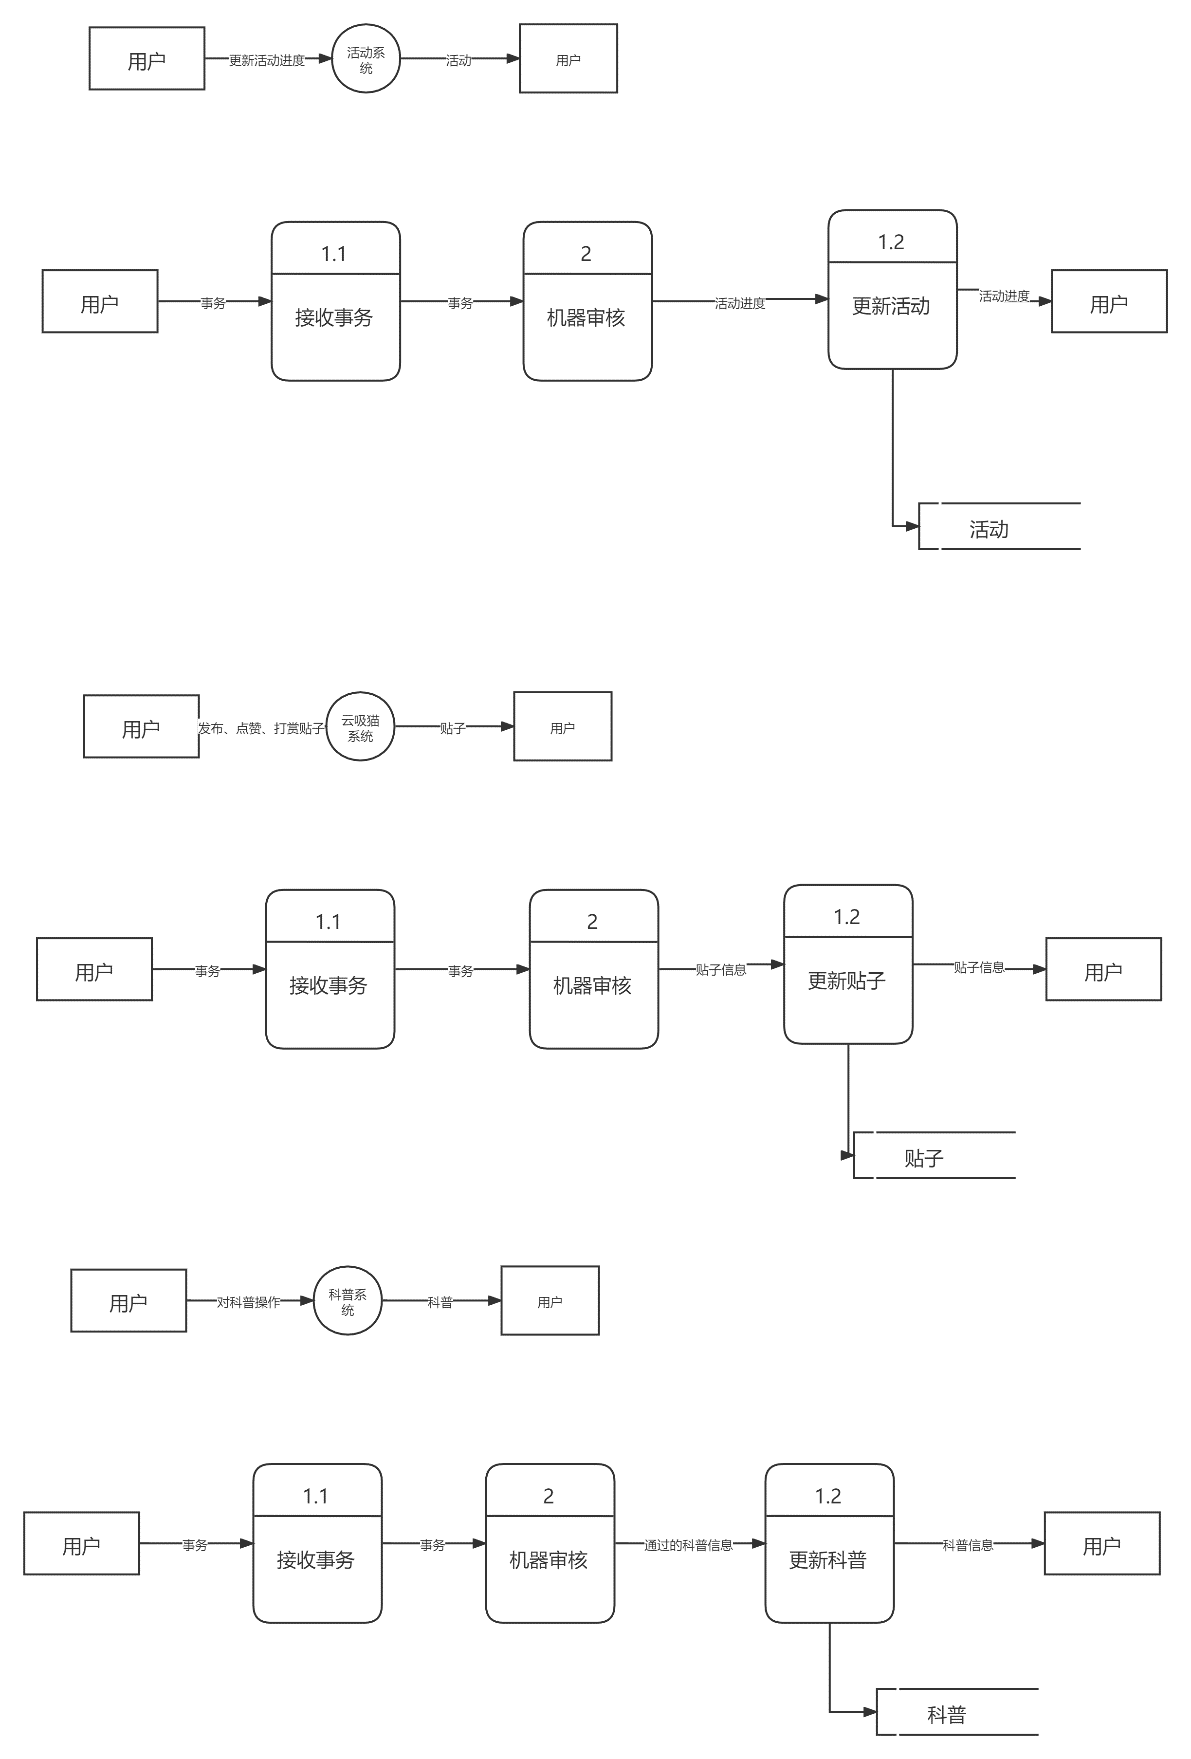 用户
更新活动进度
活动系
统
活动
用户
1.1
2
1.2
用户
事务
接收事务
事务
机器审核
活动进度
更新活动
活动进度
用户
活动
用户
发布、点赞、打赏贴子
云吸猫
系统
贴子
用户
1.1
2
1.2
用户
事务
接收事务
事务
机器审核
贴子信息
更新贴子
贴子信息
用户
贴子
用户
对科普操作
科普系
统
科普
用户
1.1
2
1.2
用户
事务
接收事务
事务
机器审核
通过的科普信息
更新科普
科普信息
用户
科普